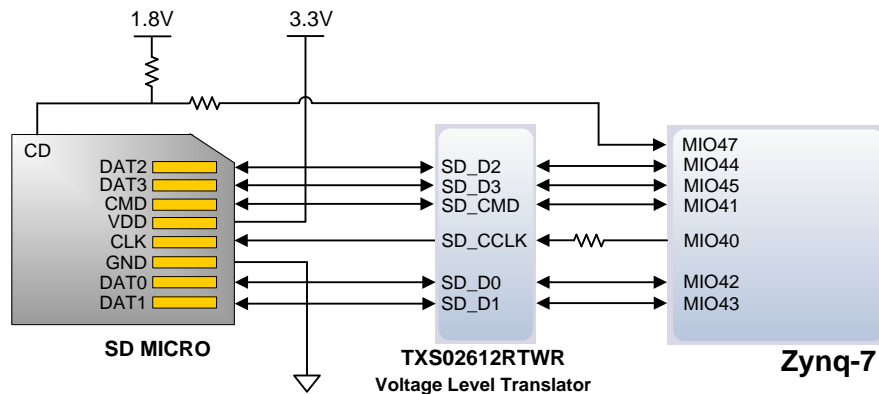 1.8V
3.3V
CD
DAT2
DAT3
CMD
VDD
CLK
GND
DAT0
DAT1
SD MICRO
SD_D2
SD_D3
SD_CMD
SD_CCLK
SD_D0
SD_D1
TXS02612RTWR
Voltage Level Translator
MIO47
MIO44
MIO45
MIO41
MIO40
MIO42
MIO43
Zynq-7